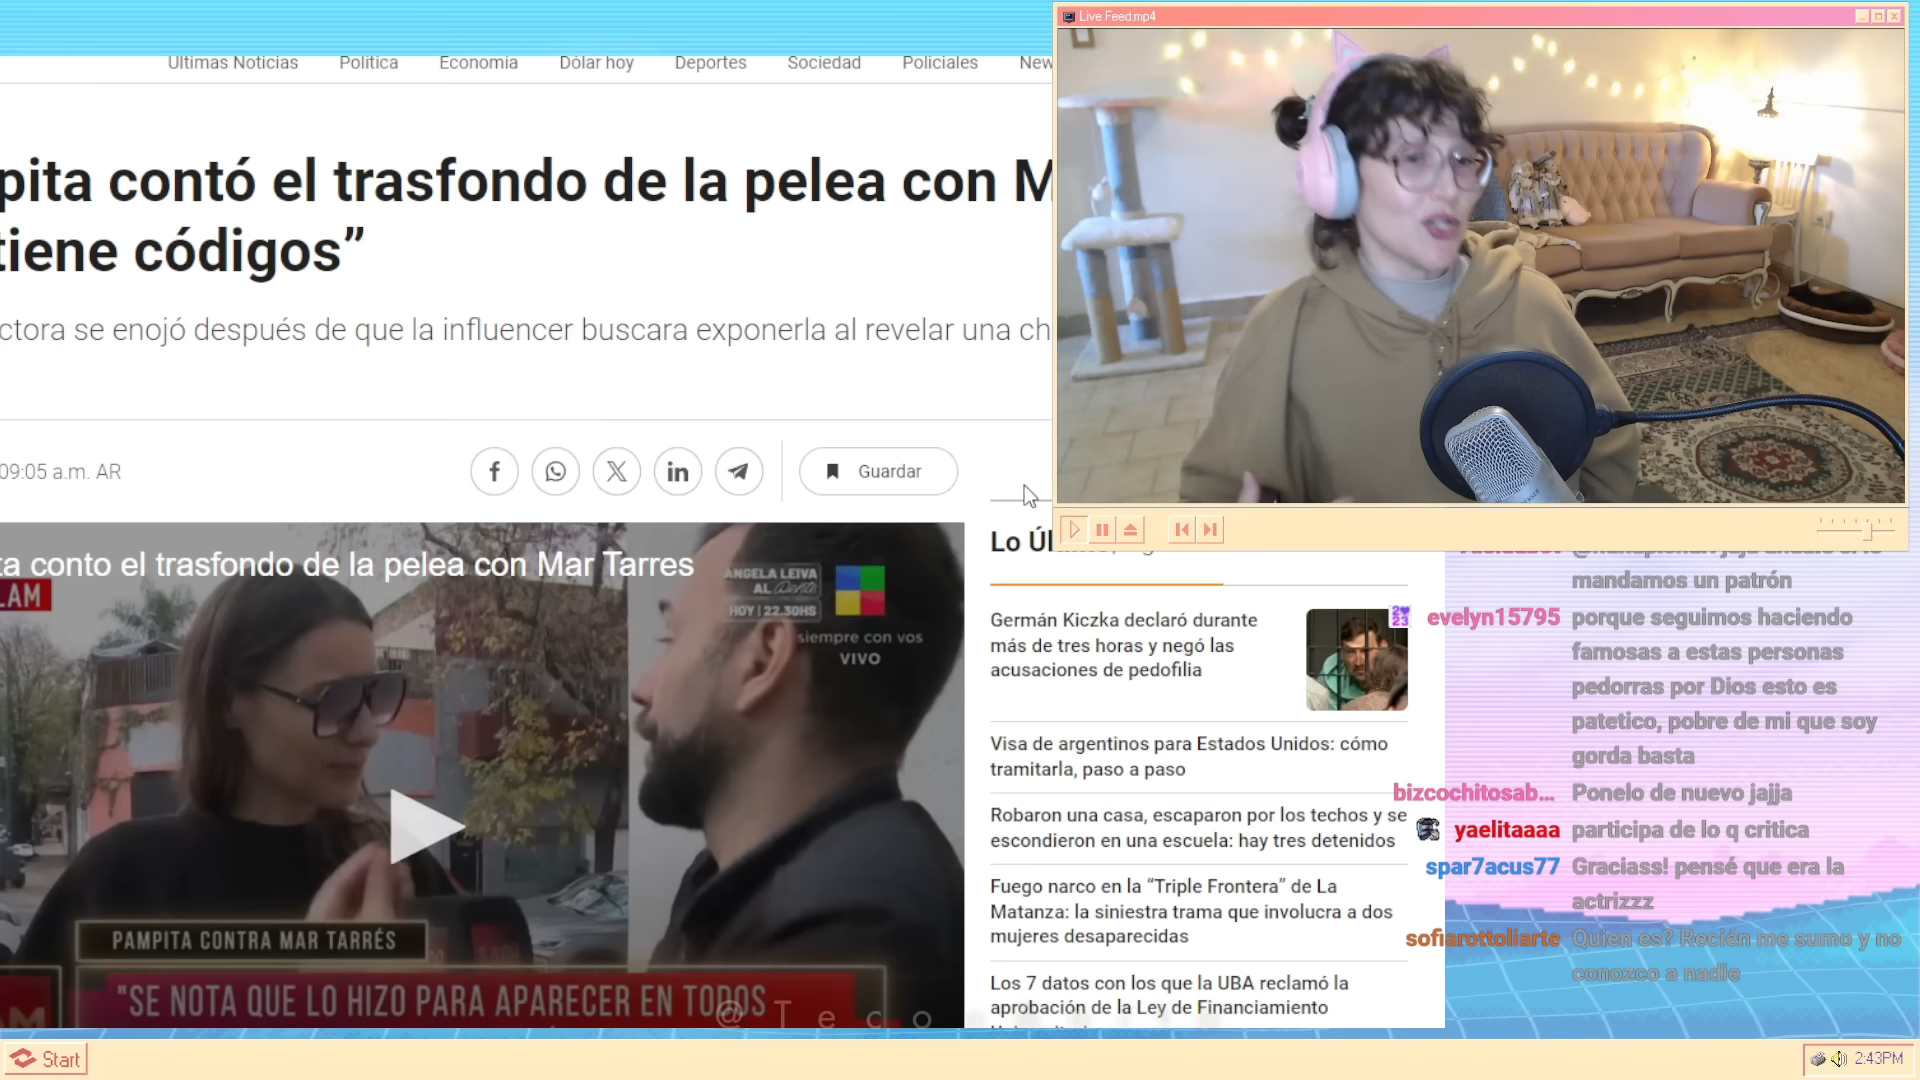 Últimas Noticias
Política
Economía
Dólar hoy
Deportes
Sociedad
Policiales
New
pita contó el trasfondo de la pelea con M
tiene códigos”
ctora se enojó después de que la influencer buscara exponerla al revelar una ch
09:05 a.m. AR
Guardar
ta conto el trasfondo de la pelea con Mar Tarres
LAM
ANGELA LEIVA
AL Dente
HOY | 22.30HS
siempre con vos
VIVO
PAMPITA CONTRA MAR TARRÉS
"SE NOTA QUE LO HIZO PARA APARECER EN TODOS
Germán Kiczka declaró durante
más de tres horas y negó las
acusaciones de pedofilia
Visa de argentinos para Estados Unidos: cómo
tramitarla, paso a paso
Robaron una casa, escaparon por los techos y se
escondieron en una escuela: hay tres detenidos
Fuego narco en la “Triple Frontera” de La
Matanza: la siniestra trama que involucra a dos
mujeres desaparecidas
Los 7 datos con los que la UBA reclamó la
aprobación de la Ley de Financiamiento
Live Feed.mp4
mandamos un patrón
evelyn15795 porque seguimos haciendo
famosas a estas personas
pedorras por Dios esto es
patetico, pobre de mi que soy
gorda basta
bizcochitosab... Ponelo de nuevo jajja
yaelitaaaa participa de lo q critica
spar7acus77 Graciass! pensé que era la
actrizzz
sofiarottoliarte Quien es? Recién me sumo y no
conozco a nadie
Start
2:43PM